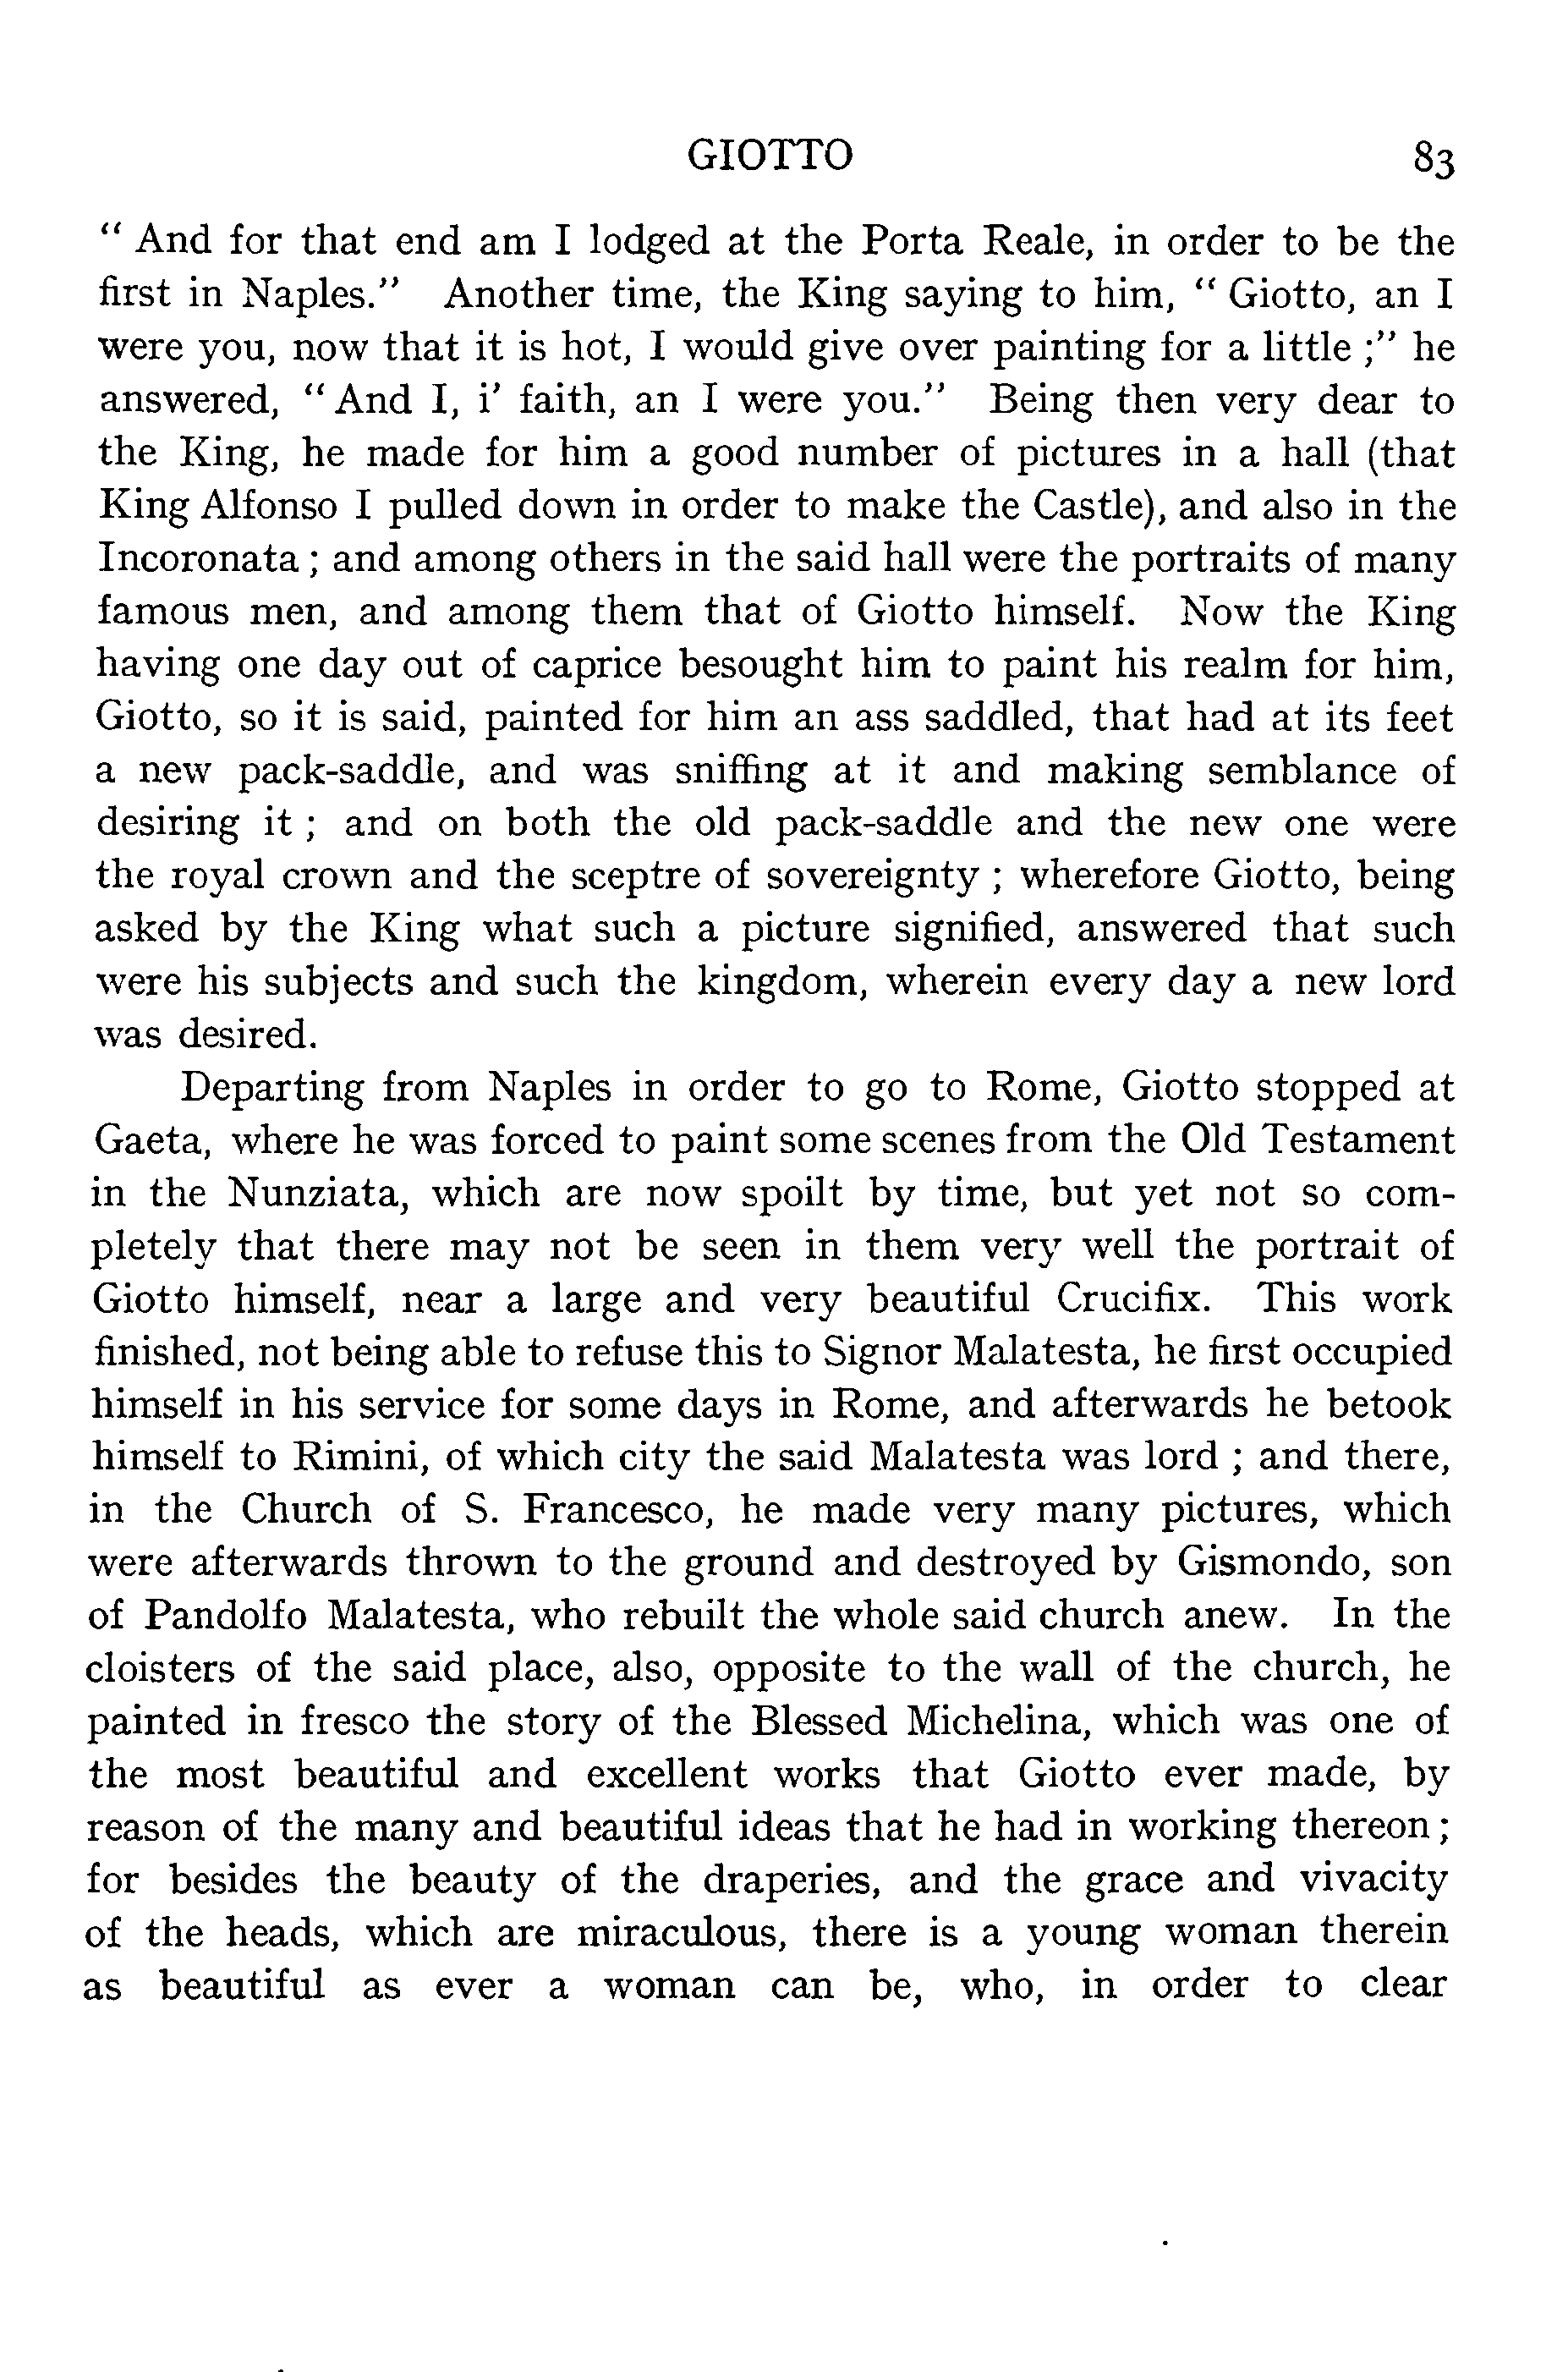 GIOTTO 83
“ And for that end am I lodged at the Porta Reale, in order to be the
first in Naples.” Another time, the King saying to him, “ Giotto, an I
were you, now that it is hot, I would give over painting for a little ;” he
answered, “ And I, i’ faith, an I were you.” Being then very dear to
the King, he made for him a good number of pictures in a hall (that
King Alfonso I pulled down in order to make the Castle), and also in the
Incoronata ; and among others in the said hall were the portraits of many
famous men, and among them that of Giotto himself. Now the King
having one day out of caprice besought him to paint his realm for him,
Giotto, so it is said, painted for him an ass saddled, that had at its feet
a new pack-saddle, and was sniffing at it and making semblance of
desiring it ; and on both the old pack-saddle and the new one were
the royal crown and the sceptre of sovereignty ; wherefore Giotto, being
asked by the King what such a picture signified, answered that such
were his subjects and such the kingdom, wherein every day a new lord
was desired.
Departing from Naples in order to go to Rome, Giotto stopped at
Gaeta, where he was forced to paint some scenes from the Old Testament
in the Nunziata, which are now spoilt by time, but yet not so com-
pletely that there may not be seen in them very well the portrait of
Giotto himself, near a large and very beautiful Crucifix. This work
finished, not being able to refuse this to Signor Malatesta, he first occupied
himself in his service for some days in Rome, and afterwards he betook
himself to Rimini, of which city the said Malatesta was lord ; and there,
in the Church of S. Francesco, he made very many pictures, which
were afterwards thrown to the ground and destroyed by Gismondo, son
of Pandolfo Malatesta, who rebuilt the whole said church anew. In the
cloisters of the said place, also, opposite to the wall of the church, he
painted in fresco the story of the Blessed Michelina, which was one of
the most beautiful and excellent works that Giotto ever made, by
reason of the many and beautiful ideas that he had in working thereon ;
for besides the beauty of the draperies, and the grace and vivacity
of the heads, which are miraculous, there is a young woman therein
as beautiful as ever a woman can be, who, in order to clear